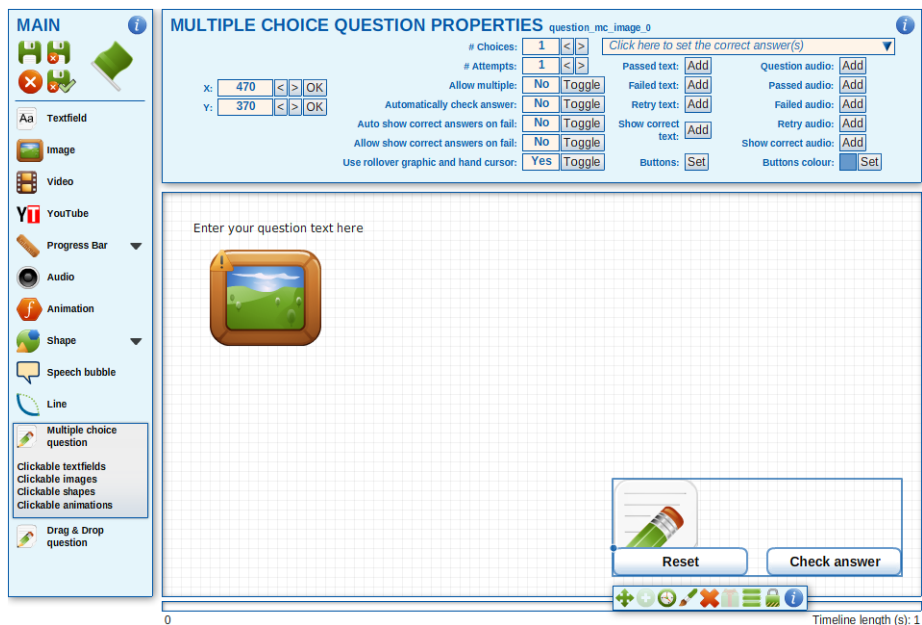 MAIN
i
Aa Textfield
Image
Video
YT YouTube
Progress Bar
Audio
f Animation
Shape
Speech bubble
Line
Multiple choice
question
Clickable textfields
Clickable images
Clickable shapes
Clickable animations
Drag & Drop
question
MULTIPLE CHOICE QUESTION PROPERTIES question_mc_image_0
i
X: 470 < > OK
Y: 370 < > OK
# Choices: 1 < >
# Attempts: 1 < >
Allow multiple: No Toggle
Automatically check answer: No Toggle
Auto show correct answers on fail: No Toggle
Allow show correct answers on fail: No Toggle
Use rollover graphic and hand cursor: Yes Toggle
Click here to set the correct answer(s)
Passed text: Add
Failed text: Add
Retry text: Add
Show correct
text: Add
Buttons: Set
Question audio: Add
Passed audio: Add
Failed audio: Add
Retry audio: Add
Show correct audio: Add
Buttons colour: Set
Enter your question text here
!
Reset
Check answer
i
0
Timeline length (s): 1